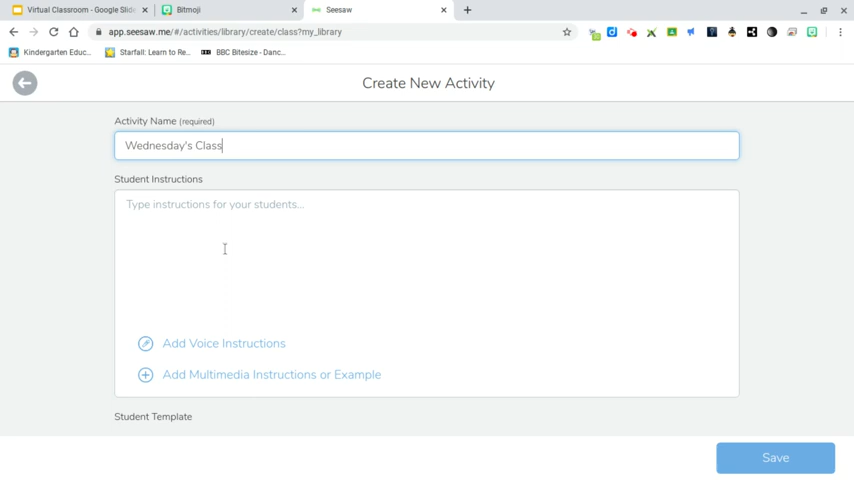 Virtual Classroom - Google Slide
Bitmoji
Seesaw
app.seesaw.me/#/activities/library/create/class?my_library
Kindergarten Educ...
Starfall: Learn to Re...
BBC Bitesize - Danc...
Create New Activity
Activity Name (required)
Wednesday's Class
Student Instructions
Type instructions for your students...
Add Voice Instructions
Add Multimedia Instructions or Example
Student Template
Save